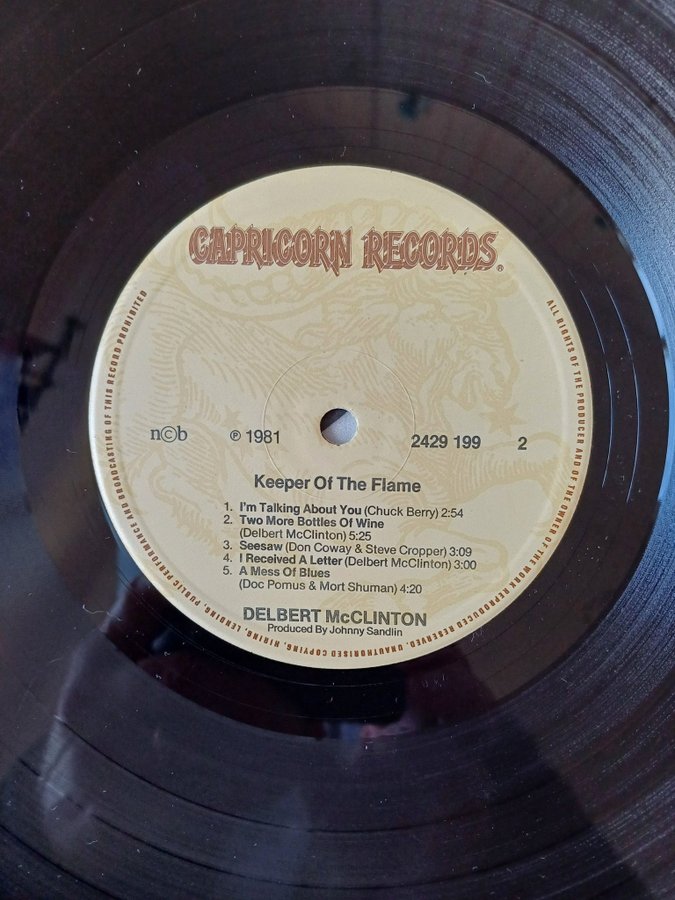 CAPRICORN RECORDS®
n©b
℗ 1981
2429 199
2
Keeper Of The Flame
1. I'm Talking About You (Chuck Berry) 2:54
2. Two More Bottles Of Wine
(Delbert McClinton) 5:25
3. Seesaw (Don Coway & Steve Cropper) 3:09
4. I Received A Letter (Delbert McClinton) 3:00
5. A Mess Of Blues
(Doc Pomus & Mort Shuman) 4:20
DELBERT McCLINTON
Produced By Johnny Sandlin
ALL RIGHTS OF THE PRODUCER AND OF THE OWNER OF THE WORK REPRODUCED RESERVED. UNAUTHORISED COPYING, HIRING, LENDING, PUBLIC PERFORMANCE AND BROADCASTING OF THIS RECORD PROHIBITED